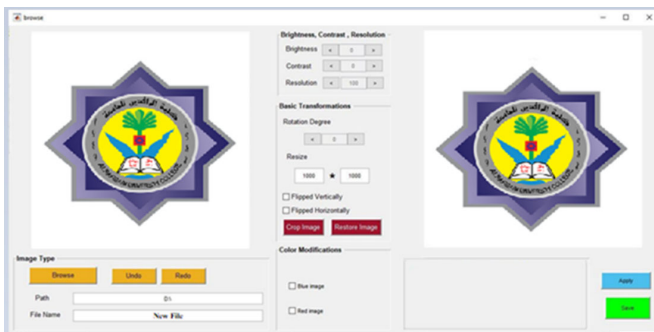 browse
Brightness, Contrast , Resolution
Brightness < 0 >
Contrast < 0 >
Resolution < 100 >
Basic Transformations
Rotation Degree
< 0 >
Resize
1000 * 1000
Flipped Vertically
Flipped Horizontally
Crop Image Restore Image
Color Modifications
Blue image
Red image
Image Type
Browse Undo Redo
Path D:\
File Name New File
Apply
Save
UNIVERSITY COLLEGE